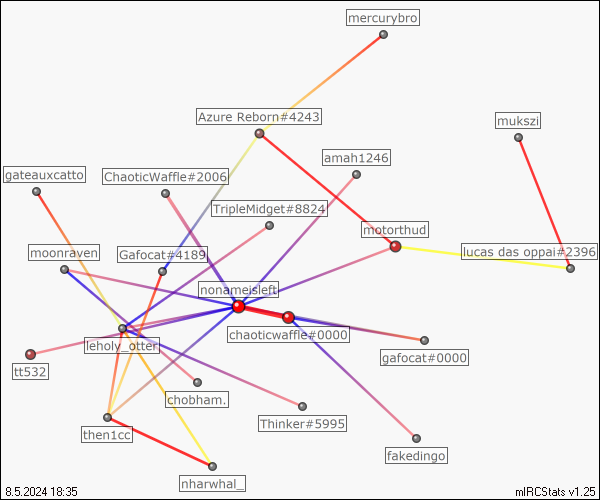 mercurybro
Azure Reborn#4243
mukszi
amah1246
gateauxcatto
ChaoticWaffle#2006
TripleMidget#8824
motorthud
moonraven
Gafocat#4189
lucas das oppai#2396
nonameisleft
chaoticwaffle#0000
leholy_otter
gafocat#0000
tt532
chobham.
Thinker#5995
then1cc
fakedingo
nharwhal_
8.5.2024 18:35
mIRCStats v1.25